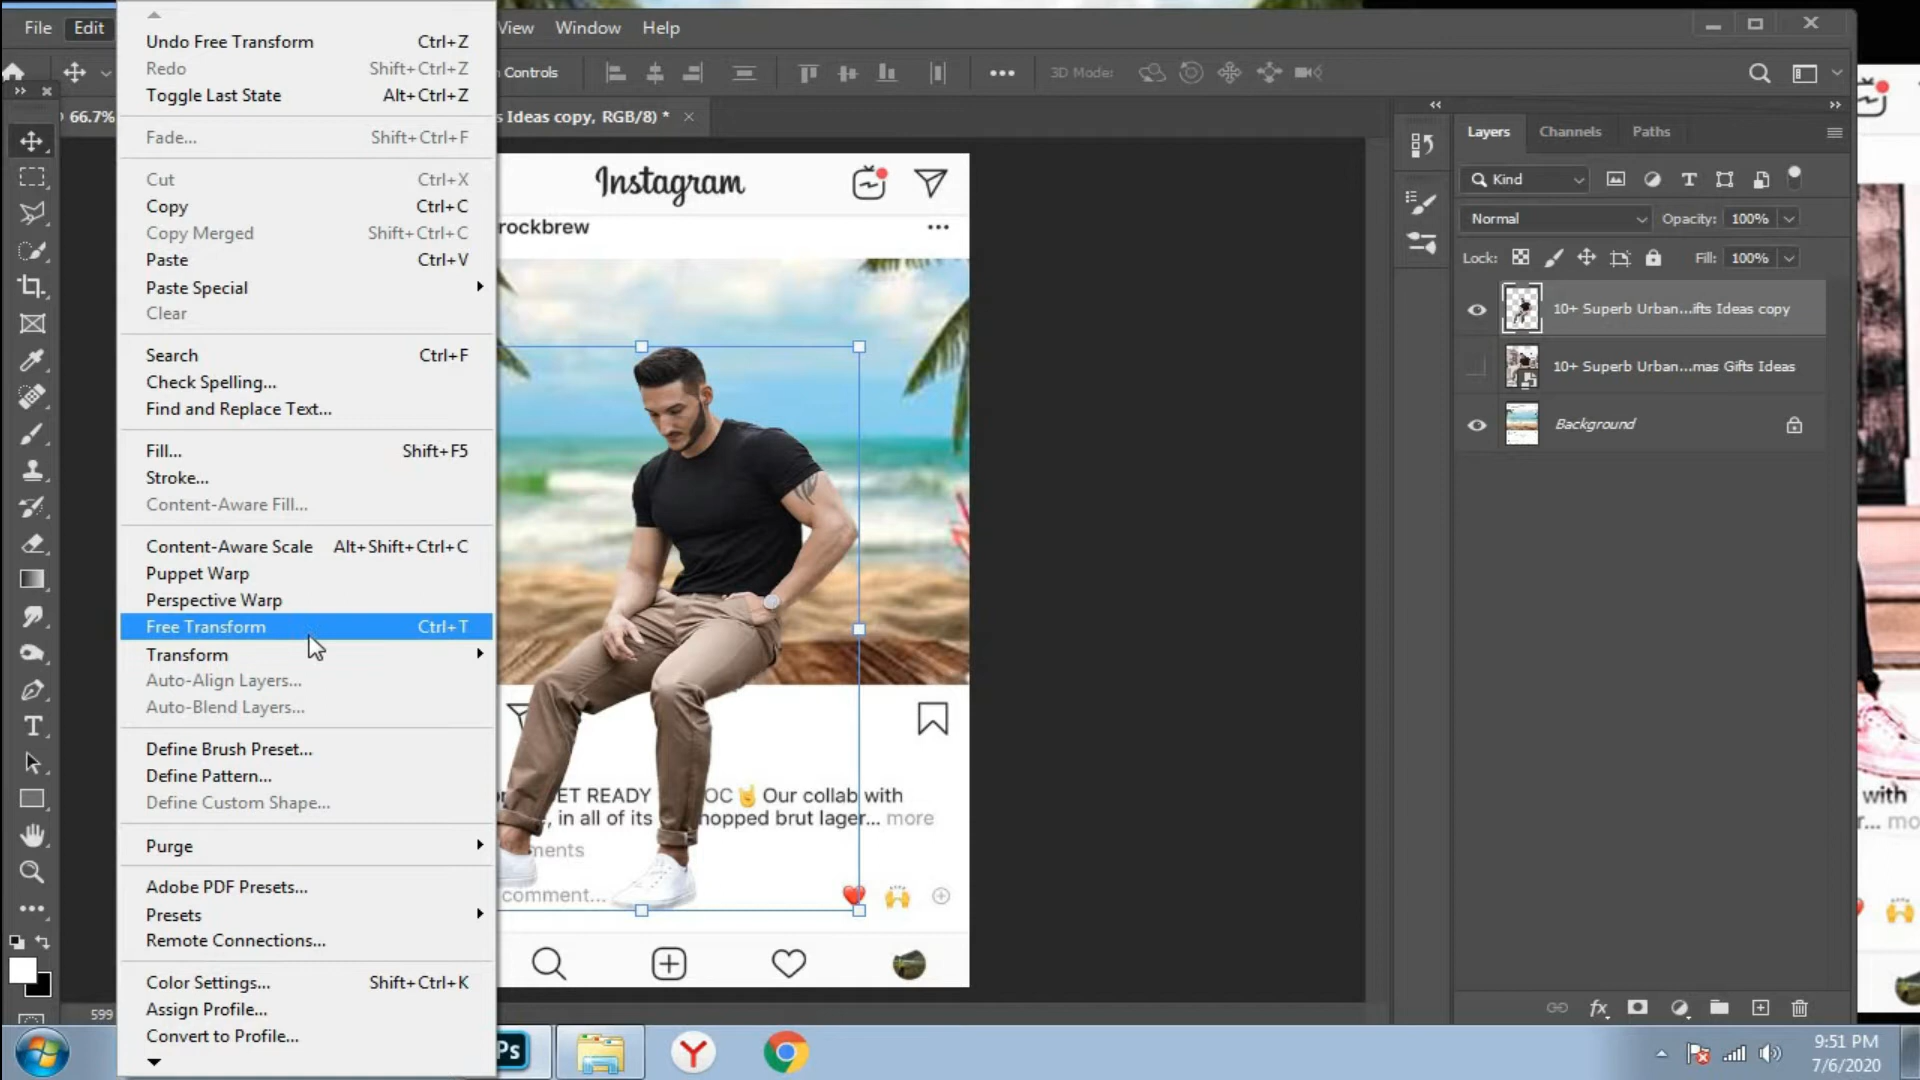 File Edit View Window Help
Undo Free Transform Ctrl+Z
Redo Shift+Ctrl+Z
Toggle Last State Alt+Ctrl+Z
Fade... Shift+Ctrl+F
Cut Ctrl+X
Copy Ctrl+C
Copy Merged Shift+Ctrl+C
Paste Ctrl+V
Paste Special
Clear
Search Ctrl+F
Check Spelling...
Find and Replace Text...
Fill... Shift+F5
Stroke...
Content-Aware Fill...
Content-Aware Scale Alt+Shift+Ctrl+C
Puppet Warp
Perspective Warp
Free Transform Ctrl+T
Transform
Auto-Align Layers...
Auto-Blend Layers...
Define Brush Preset...
Define Pattern...
Define Custom Shape...
Purge
Adobe PDF Presets...
Presets
Remote Connections...
Color Settings... Shift+Ctrl+K
Assign Profile...
Convert to Profile...
Controls
3D Mode:
66.7%
Ideas copy, RGB/8) *
Instagram
rockbrew
ET READY OC🤘 Our collab with
, in all of its hopped brut lager... more
ments
comment...
Layers Channels Paths
Kind
Normal Opacity: 100%
Lock: Fill: 100%
10+ Superb Urban...ifts Ideas copy
10+ Superb Urban...mas Gifts Ideas
Background
with
r... mo
fx
599
Ps
9:51 PM
7/6/2020